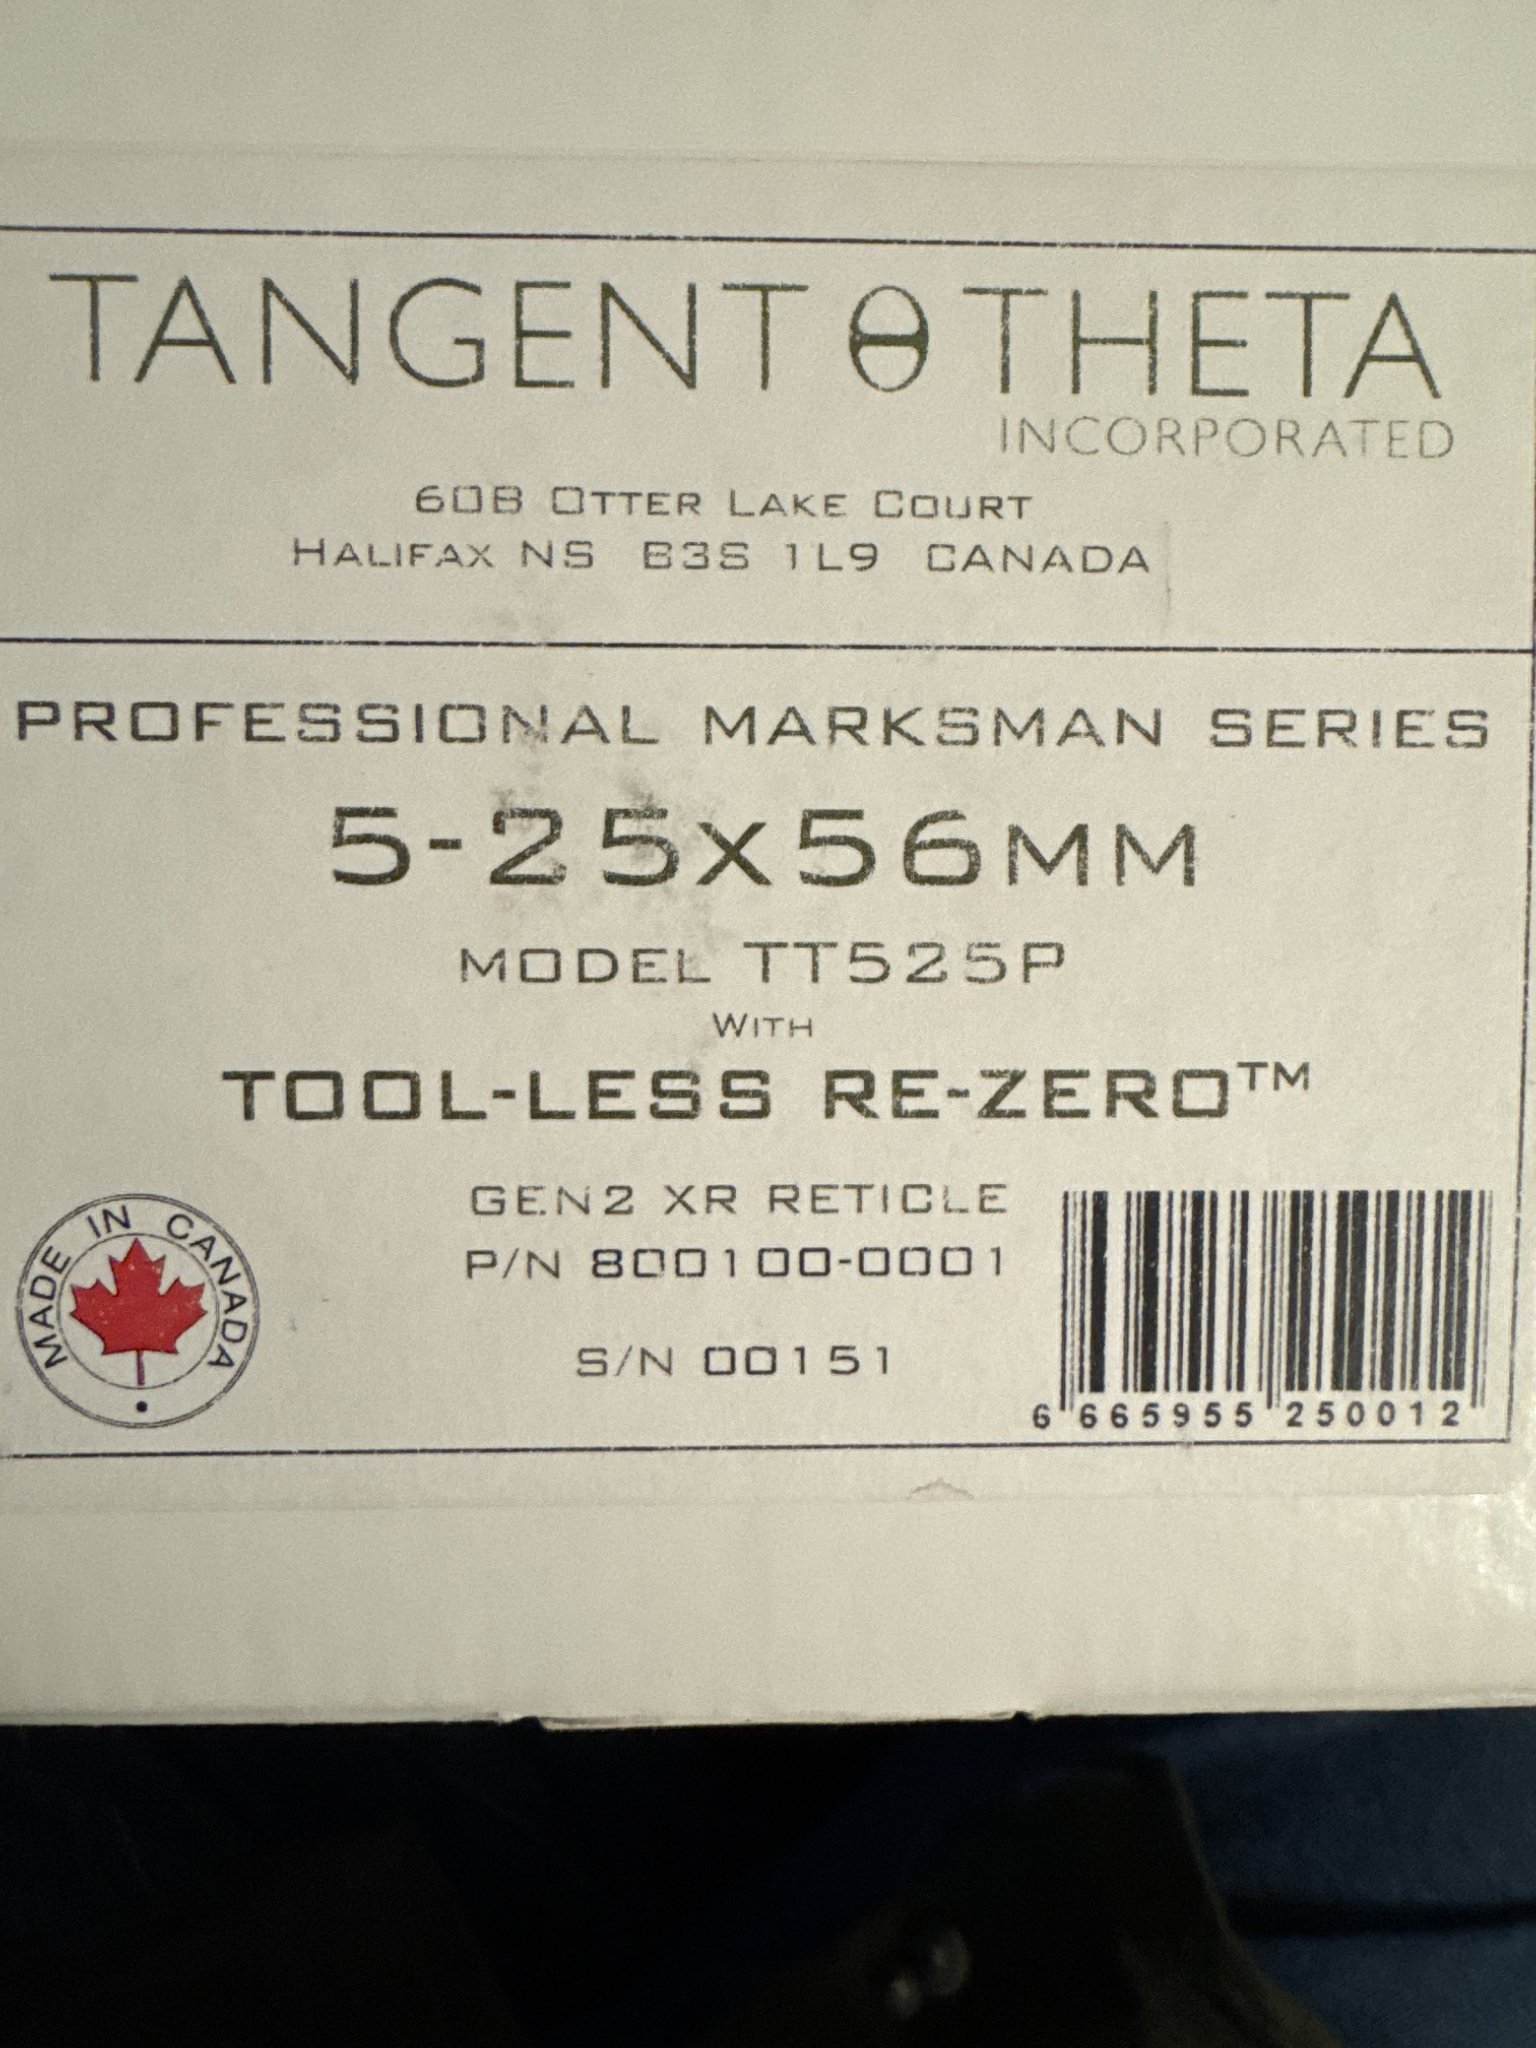 TANGENT θ THETA
INCORPORATED
60B OTTER LAKE COURT
HALIFAX NS B3S 1L9 CANADA
PROFESSIONAL MARKSMAN SERIES
5-25X56MM
MODEL TT525P
WITH
TOOL-LESS RE-ZERO™
GEN2 XR RETICLE
P/N 800100-0001
S/N 00151
MADE IN CANADA
6 665955 250012